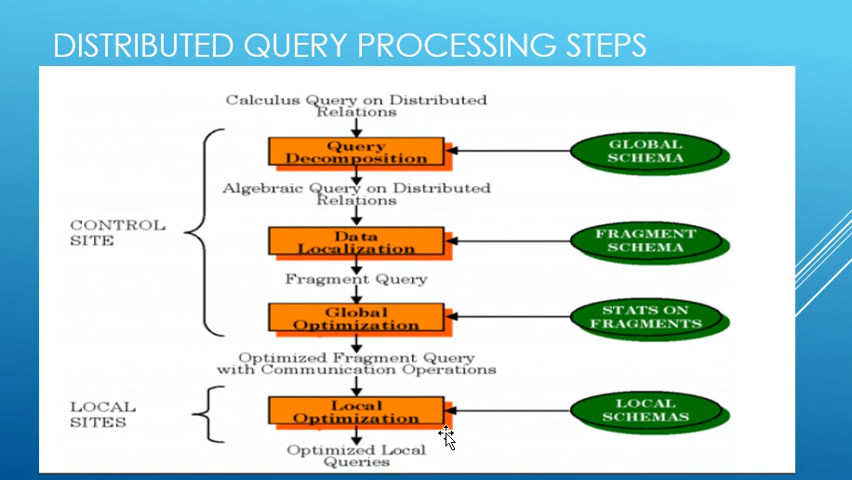 DISTRIBUTED QUERY PROCESSING STEPS
Calculus Query on Distributed
Relations
Query
Decomposition
GLOBAL
SCHEMA
Algebraic Query on Distributed
Relations
CONTROL
SITE
Data
Localization
FRAGMENT
SCHEMA
Fragment Query
Global
Optimization
STATS ON
FRAGMENTS
Optimized Fragment Query
with Communication Operations
LOCAL
SITES
Local
Optimization
LOCAL
SCHEMAS
Optimized Local
Queries